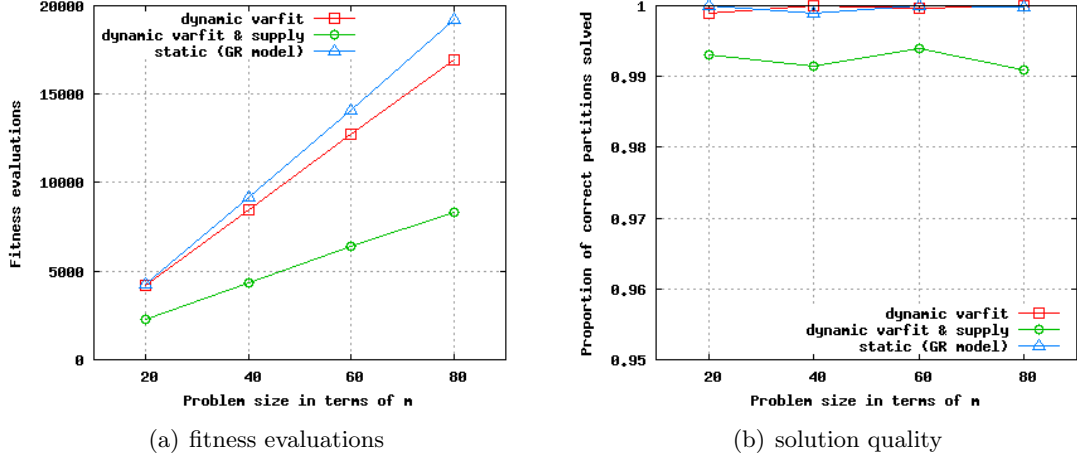 20000
15000
10000
5000
0
20
40
60
80
Fitness evaluations
Problem size in terms of m
dynamic varfit
dynamic varfit & supply
static (GR model)
(a) fitness evaluations
1
0.99
0.98
0.97
0.96
0.95
20
40
60
80
Proportion of correct partitions solved
Problem size in terms of m
dynamic varfit
dynamic varfit & supply
static (GR model)
(b) solution quality